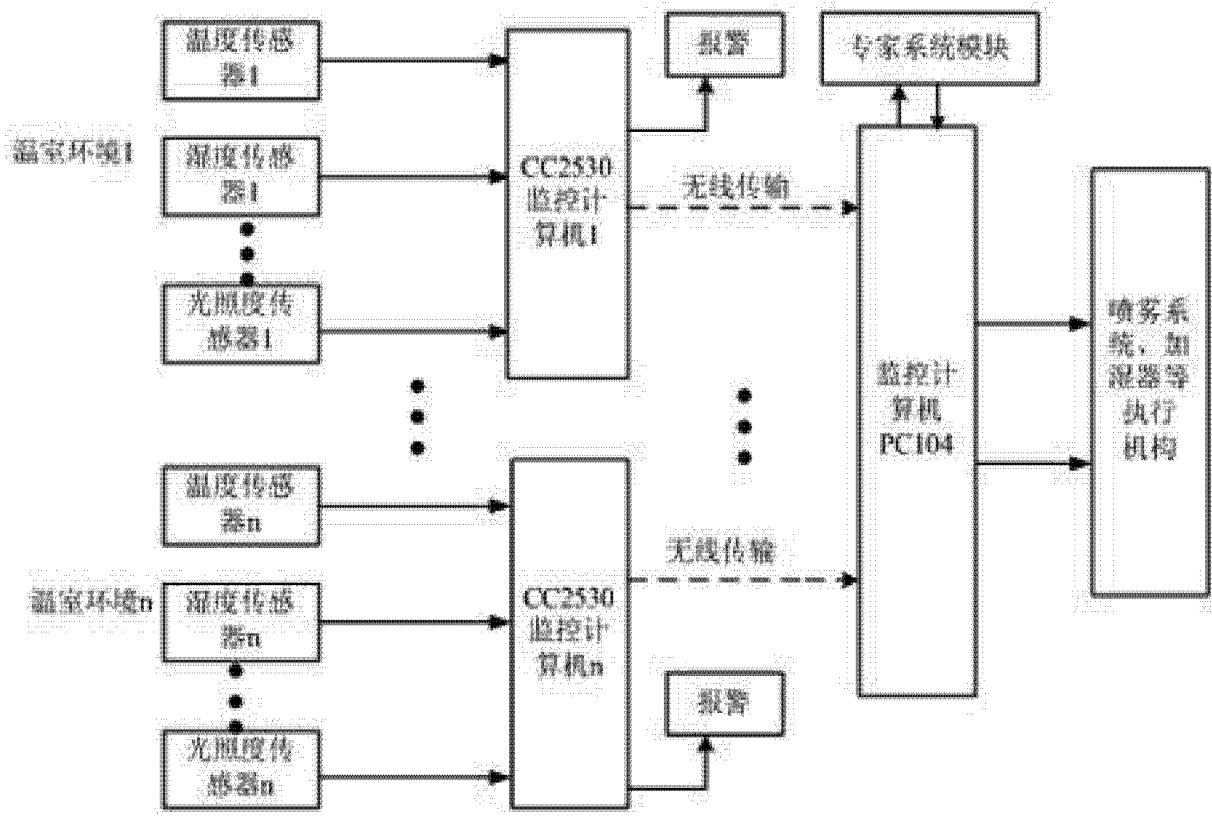 温度传感
器1
报警
专家系统模块
温室环境1
湿度传感
器1
CC2530
监控计
算机1
无线传输
光照度传
感器1
喷雾系
统、加
湿器等
执行
机构
监控计
算机
PC104
温度传感
器n
无线传输
温室环境n
湿度传感
器n
CC2530
监控计
算机n
报警
光照度传
感器n